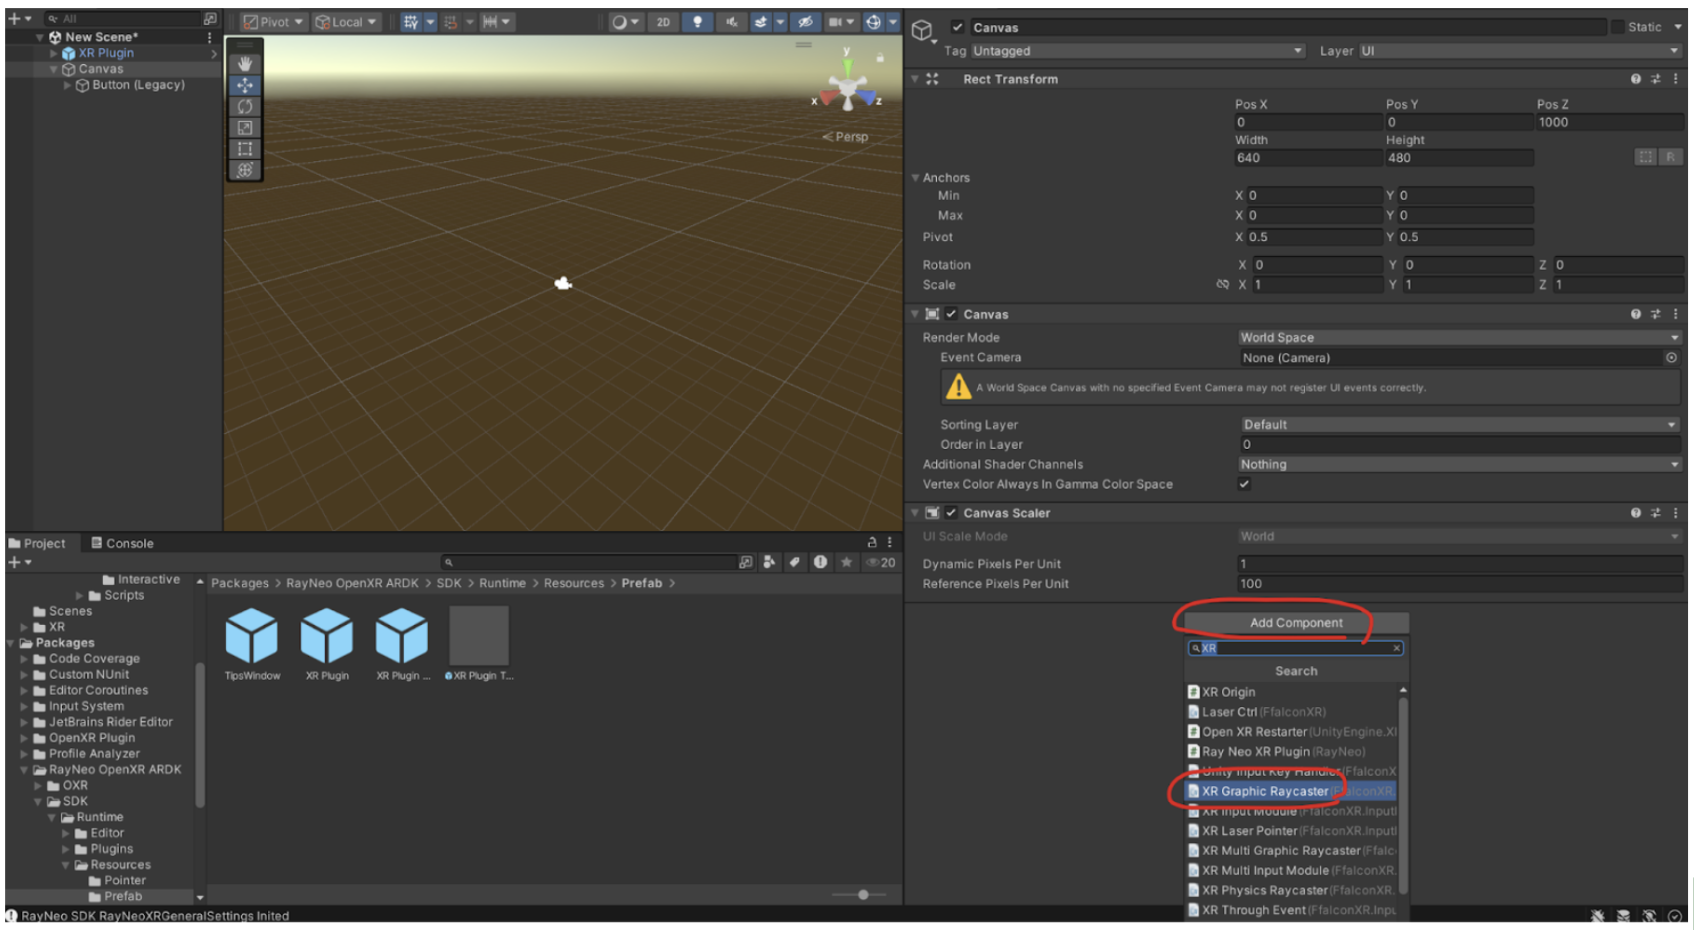 All
Pivot
Local
2D
Canvas
Static
New Scene*
Tag Untagged
Layer UI
XR Plugin
Canvas
Button (Legacy)
y
x
z
Persp
Rect Transform
Pos X
Pos Y
Pos Z
0
0
1000
Width
Height
640
480
R
Anchors
Min
X 0
Y 0
Max
X 0
Y 0
Pivot
X 0.5
Y 0.5
Rotation
X 0
Y 0
Z 0
Scale
X 1
Y 1
Z 1
Canvas
Render Mode
World Space
Event Camera
None (Camera)
A World Space Canvas with no specified Event Camera may not register UI events correctly.
Sorting Layer
Default
Order in Layer
0
Additional Shader Channels
Nothing
Vertex Color Always In Gamma Color Space
Canvas Scaler
UI Scale Mode
World
Dynamic Pixels Per Unit
1
Reference Pixels Per Unit
100
Add Component
XR
Search
XR Origin
Laser Ctrl (FfalconXR)
Open XR Restarter (UnityEngine.XI
Ray Neo XR Plugin (RayNeo)
Unity Input Key Handler (FfalconX
XR Graphic Raycaster (FfalconXR.
XR Input Module (FfalconXR.Inputl
XR Laser Pointer (FfalconXR.Inputl
XR Multi Graphic Raycaster (Ffalc
XR Multi Input Module (FfalconXR.
XR Physics Raycaster (FfalconXR.
XR Through Event (FfalconXR.Inpu
Project
Console
20
Interactive
Scripts
Scenes
XR
Packages
Code Coverage
Custom NUnit
Editor Coroutines
Input System
JetBrains Rider Editor
OpenXR Plugin
Profile Analyzer
RayNeo OpenXR ARDK
OXR
SDK
Runtime
Editor
Plugins
Resources
Pointer
Prefab
Packages > RayNeo OpenXR ARDK > SDK > Runtime > Resources > Prefab >
TipsWindow
XR Plugin
XR Plugin ...
XR Plugin T...
RayNeo SDK RayNeoXRGeneralSettings Inited